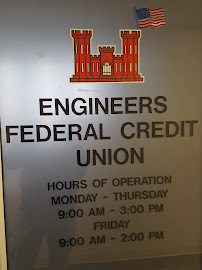 ENGINEERS
FEDERAL CREDIT
UNION
HOURS OF OPERATION
MONDAY - THURSDAY
9:00 AM - 3:00 PM
FRIDAY
9:00 AM - 2:00 PM